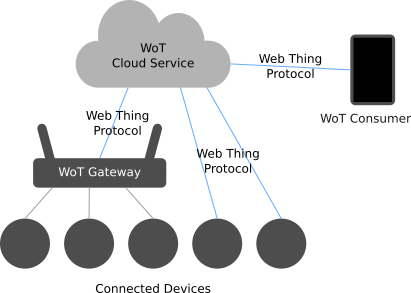 WoT
Cloud Service
Web Thing
Protocol
WoT Consumer
Web Thing
Protocol
Web Thing
Protocol
WoT Gateway
Connected Devices